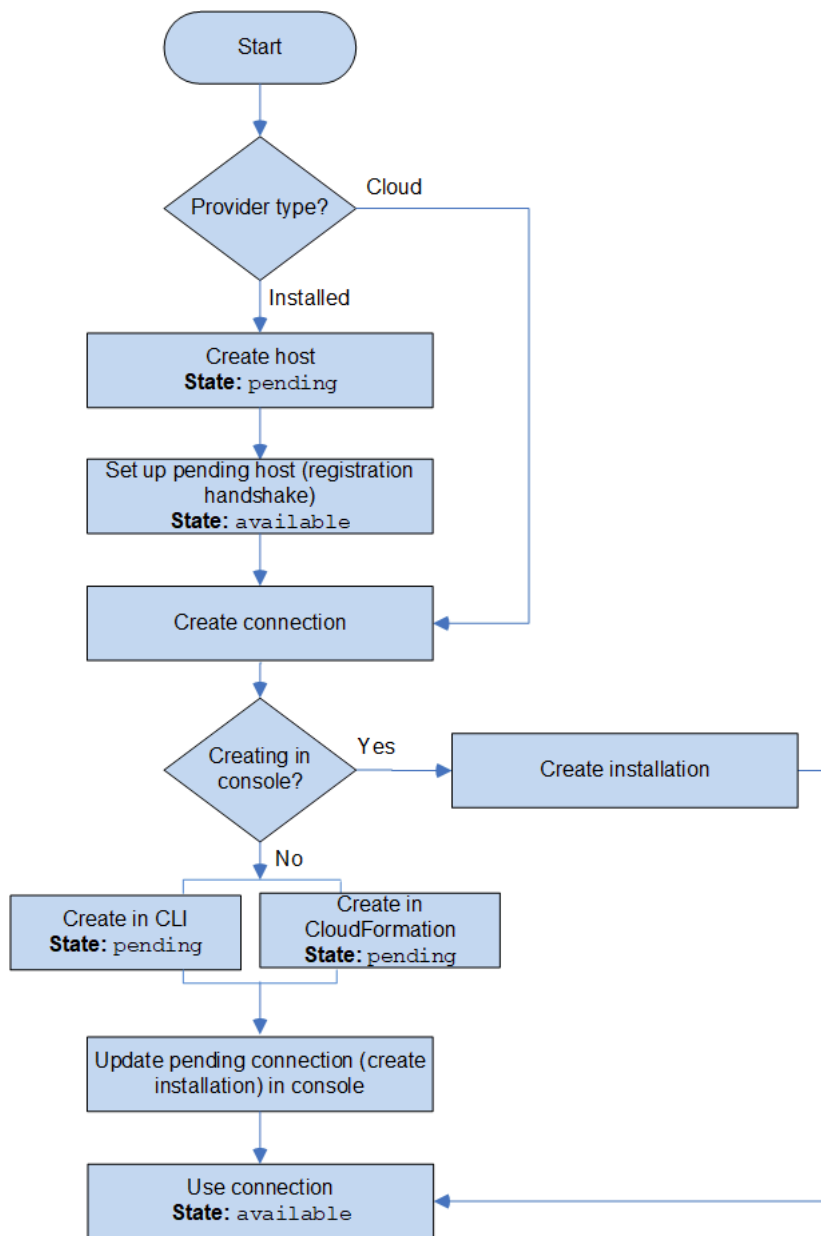 Start
Provider type?
Cloud
Installed
Create host
State: pending
Set up pending host (registration
handshake)
State: available
Create connection
Creating in
console?
Yes
Create installation
No
Create in CLI
State: pending
Create in
CloudFormation
State: pending
Update pending connection (create
installation) in console
Use connection
State: available